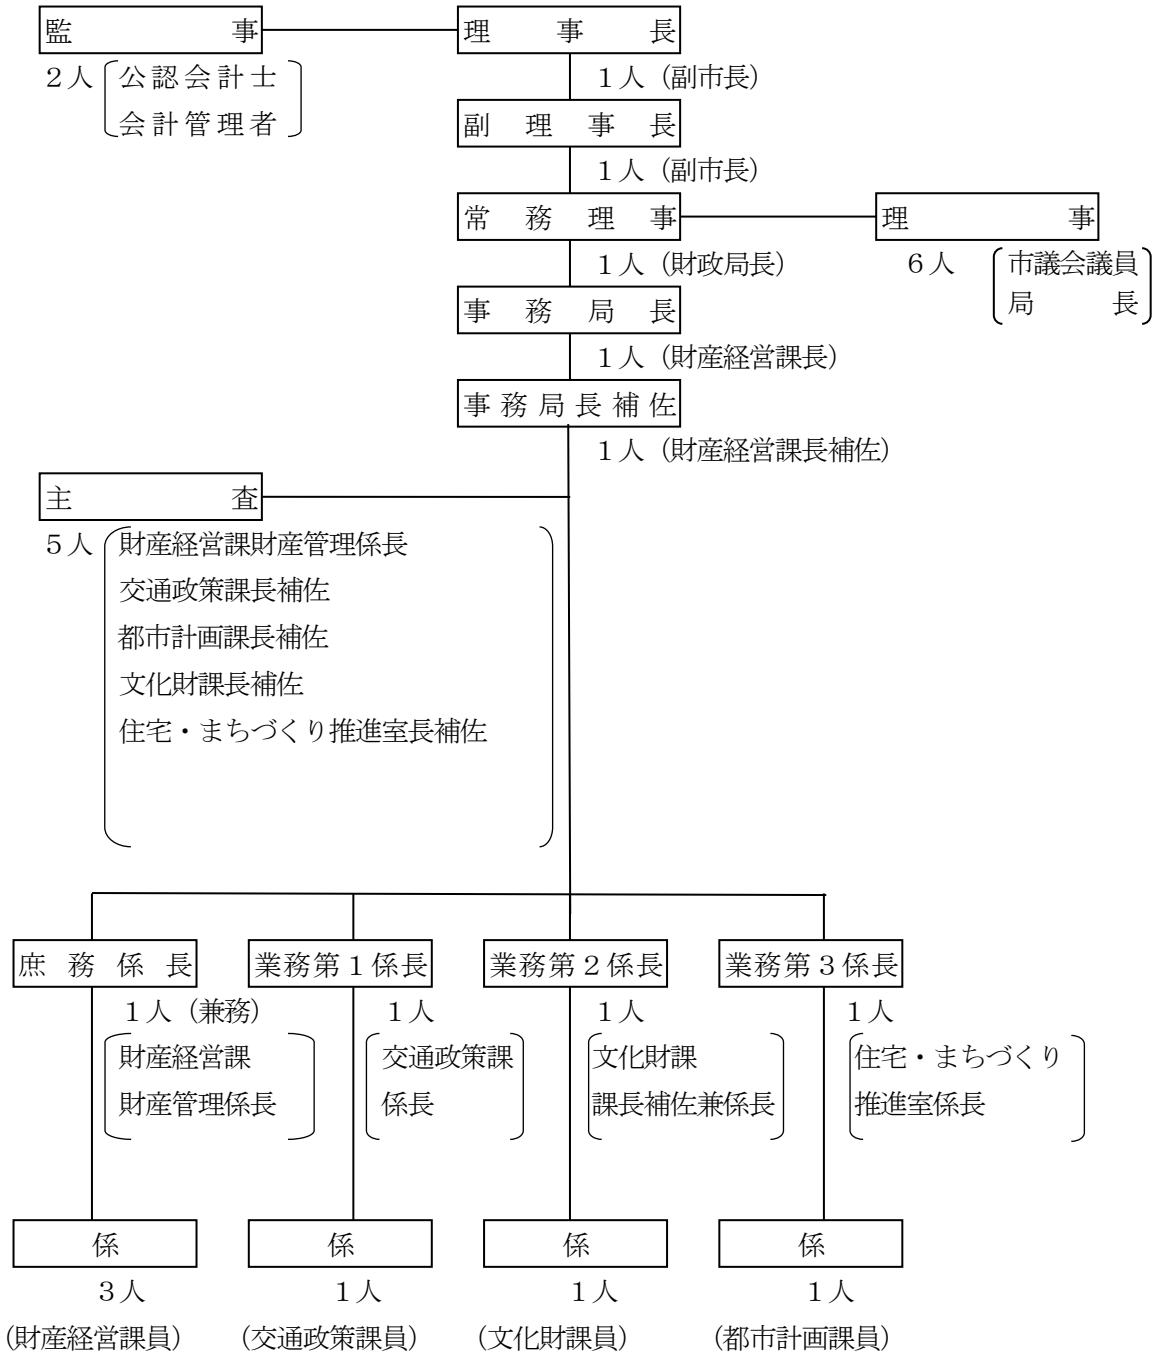 監事 理事長
2人 公認会計士 1人（副市長）
会計管理者
副理事長
1人（副市長）
常務理事 理事
1人（財政局長） 6人 市議会議員
局長
事務局長
1人（財産経営課長）
事務局長補佐
1人（財産経営課長補佐）
主査
5人 財産経営課財産管理係長
交通政策課長補佐
都市計画課長補佐
文化財課長補佐
住宅・まちづくり推進室長補佐
庶務係長 業務第1係長 業務第2係長 業務第3係長
1人（兼務） 1人 1人 1人
財産経営課 交通政策課 文化財課 住宅・まちづくり
財産管理係長 係長 課長補佐兼係長 推進室係長
係 係 係 係
3人 1人 1人 1人
（財産経営課員） （交通政策課員） （文化財課員） （都市計画課員）